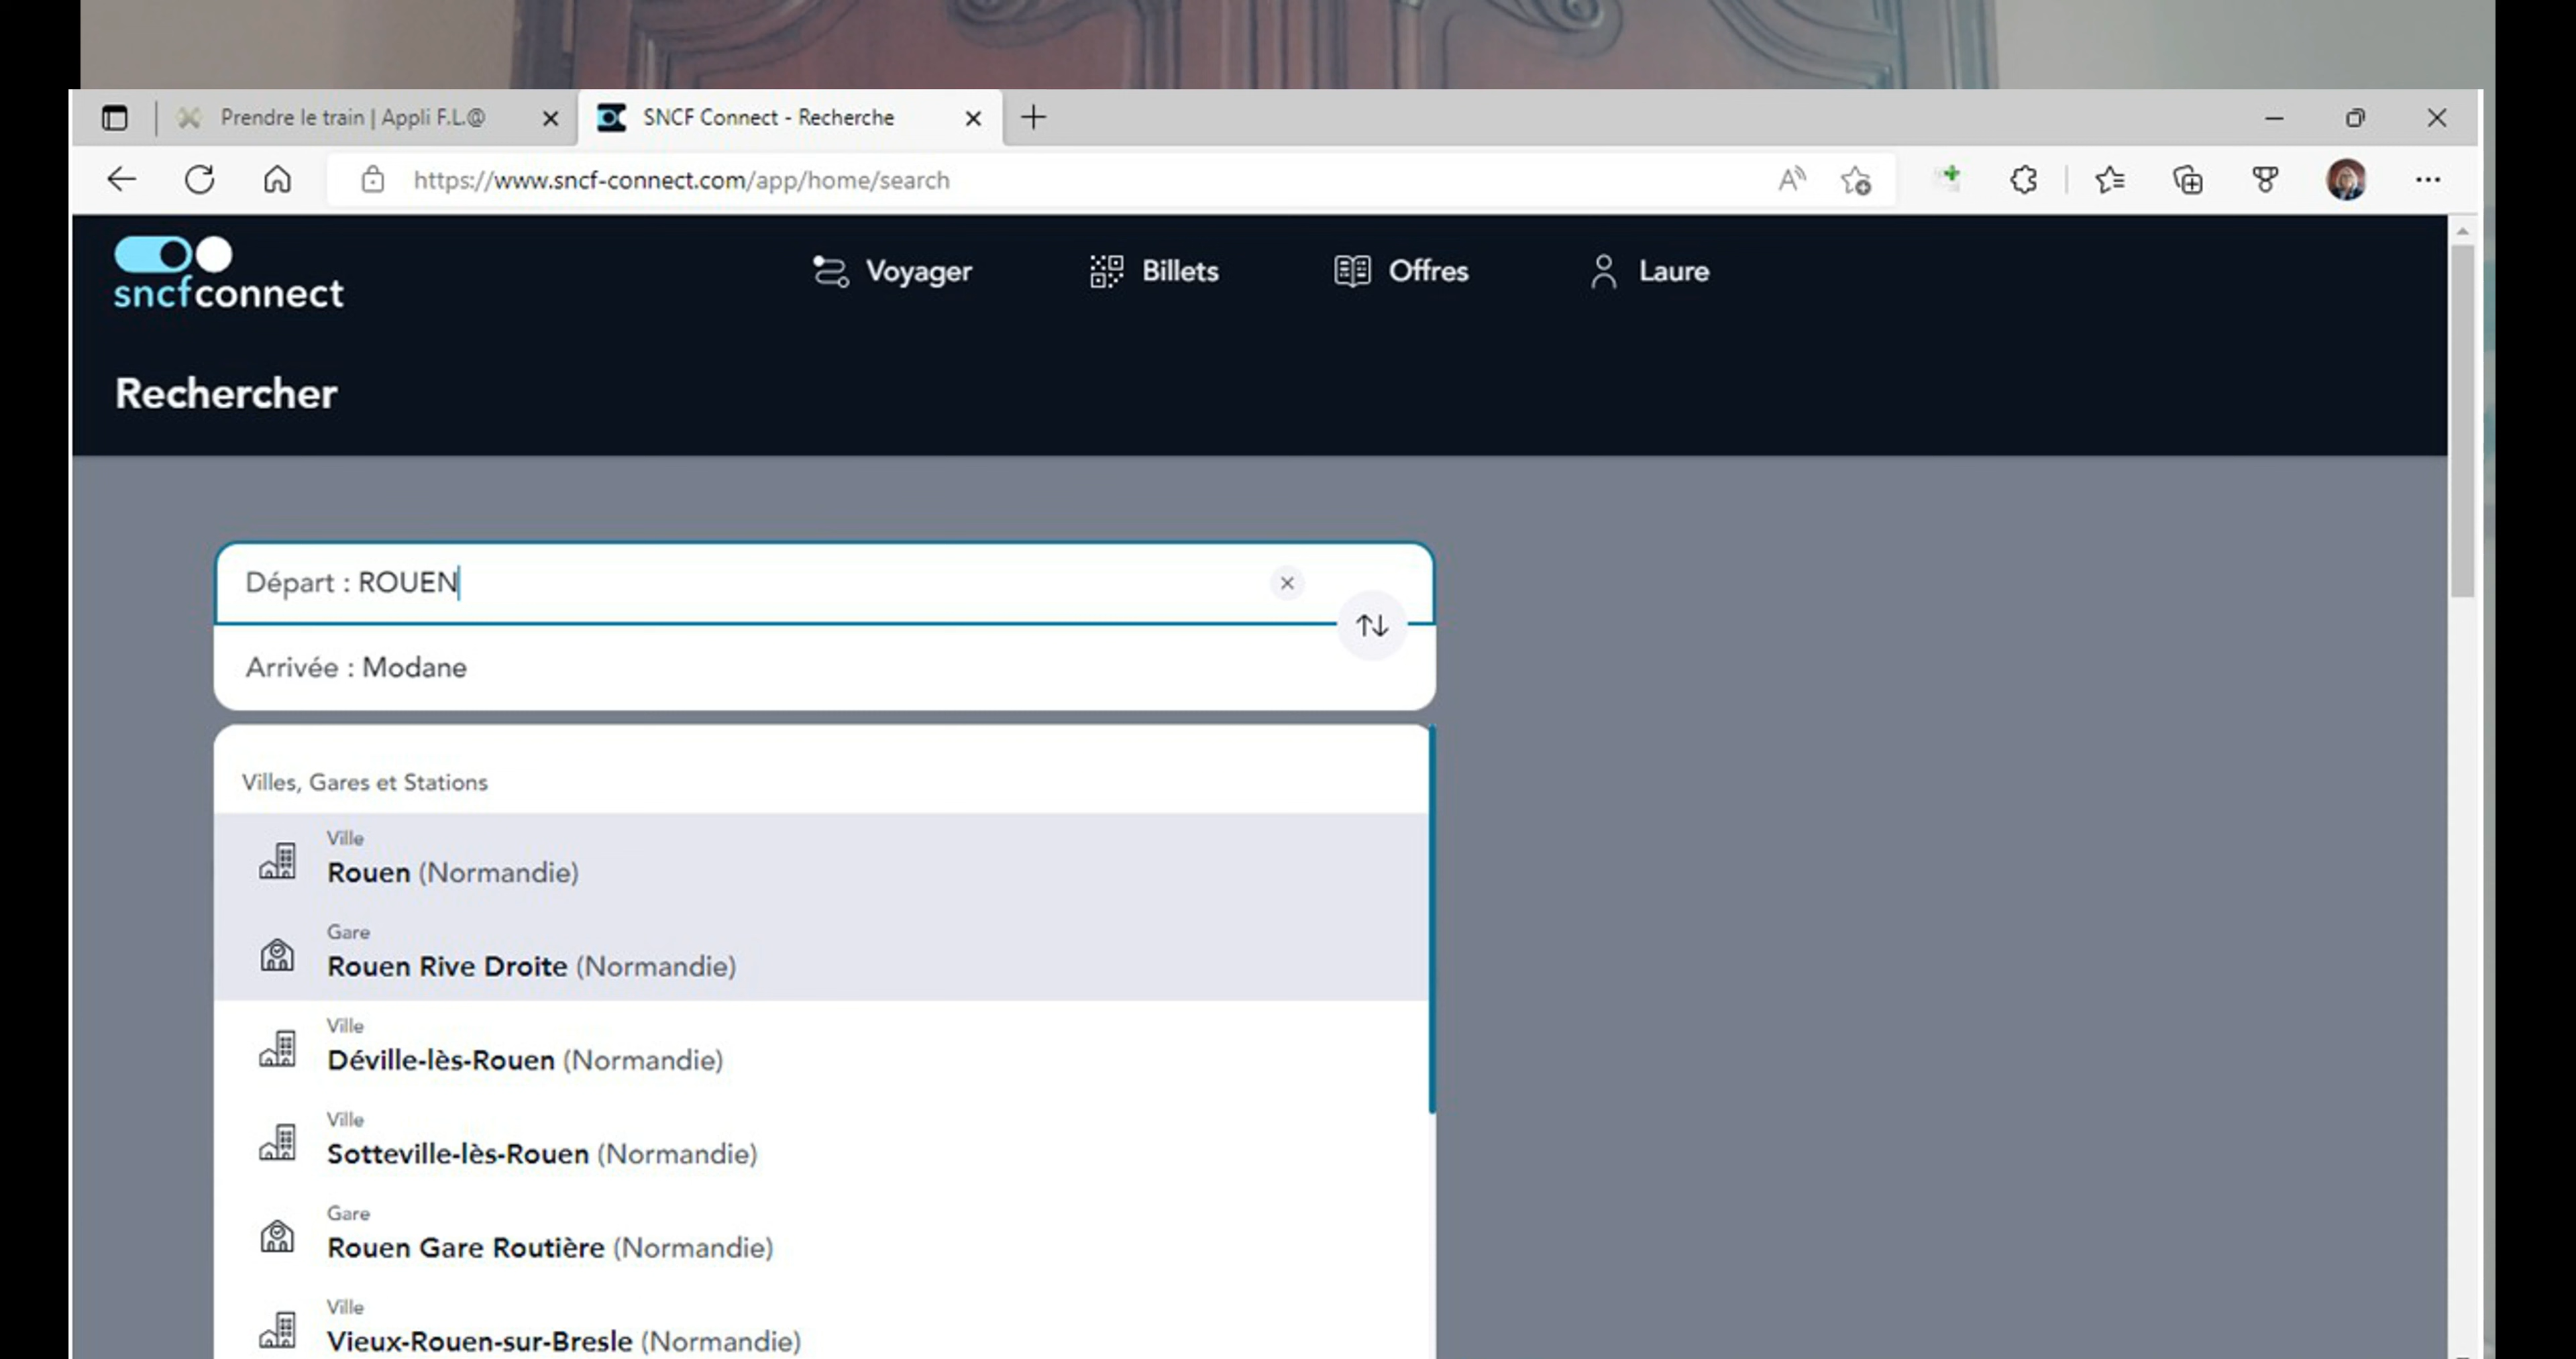 Prendre le train | Appli F.L.@
SNCF Connect - Recherche
https://www.sncf-connect.com/app/home/search
sncfconnect
Voyager
Billets
Offres
Laure
Rechercher
Départ : ROUEN
Arrivée : Modane
Villes, Gares et Stations
Ville
Rouen (Normandie)
Gare
Rouen Rive Droite (Normandie)
Ville
Déville-lès-Rouen (Normandie)
Ville
Sotteville-lès-Rouen (Normandie)
Gare
Rouen Gare Routière (Normandie)
Ville
Vieux-Rouen-sur-Bresle (Normandie)